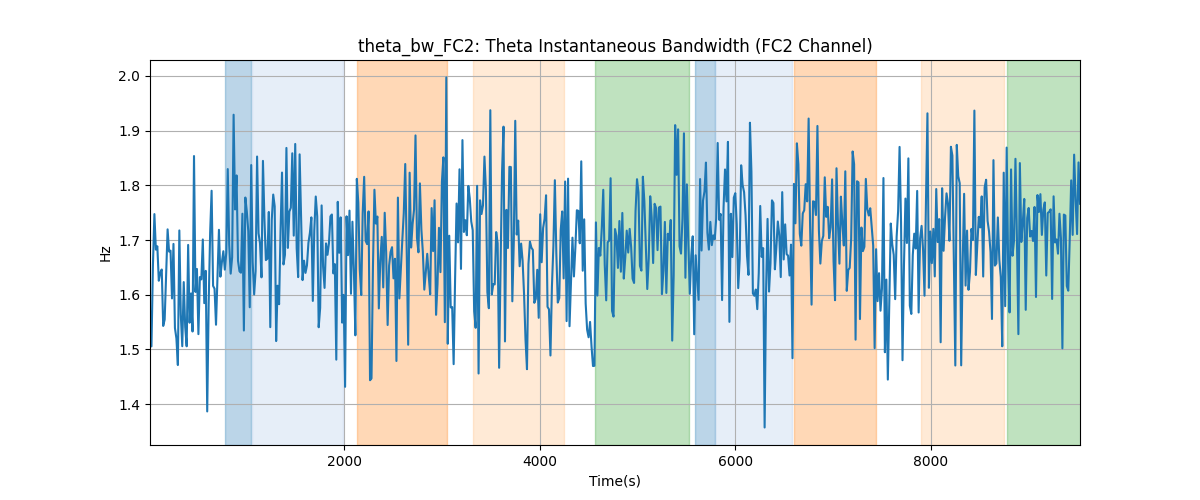 theta_bw_FC2: Theta Instantaneous Bandwidth (FC2 Channel)
Hz
2.0
1.9
1.8
1.7
1.6
1.5
1.4
2000 4000 6000 8000
Time(s)